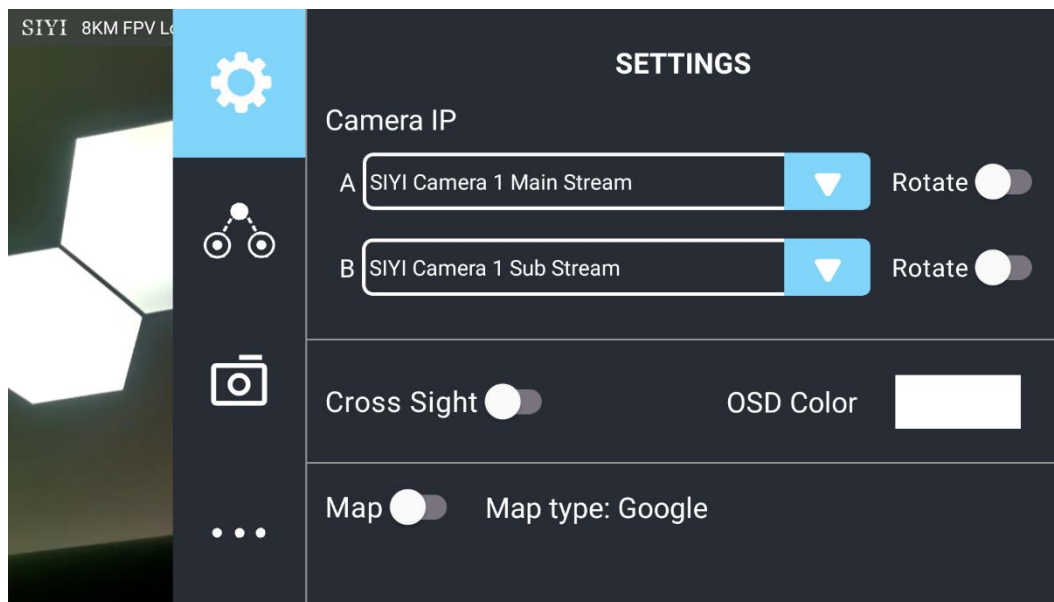 SIYI 8KM FPV
SETTINGS
Camera IP
A SIYI Camera 1 Main Stream Rotate
B SIYI Camera 1 Sub Stream Rotate
Cross Sight OSD Color
Map Map type: Google